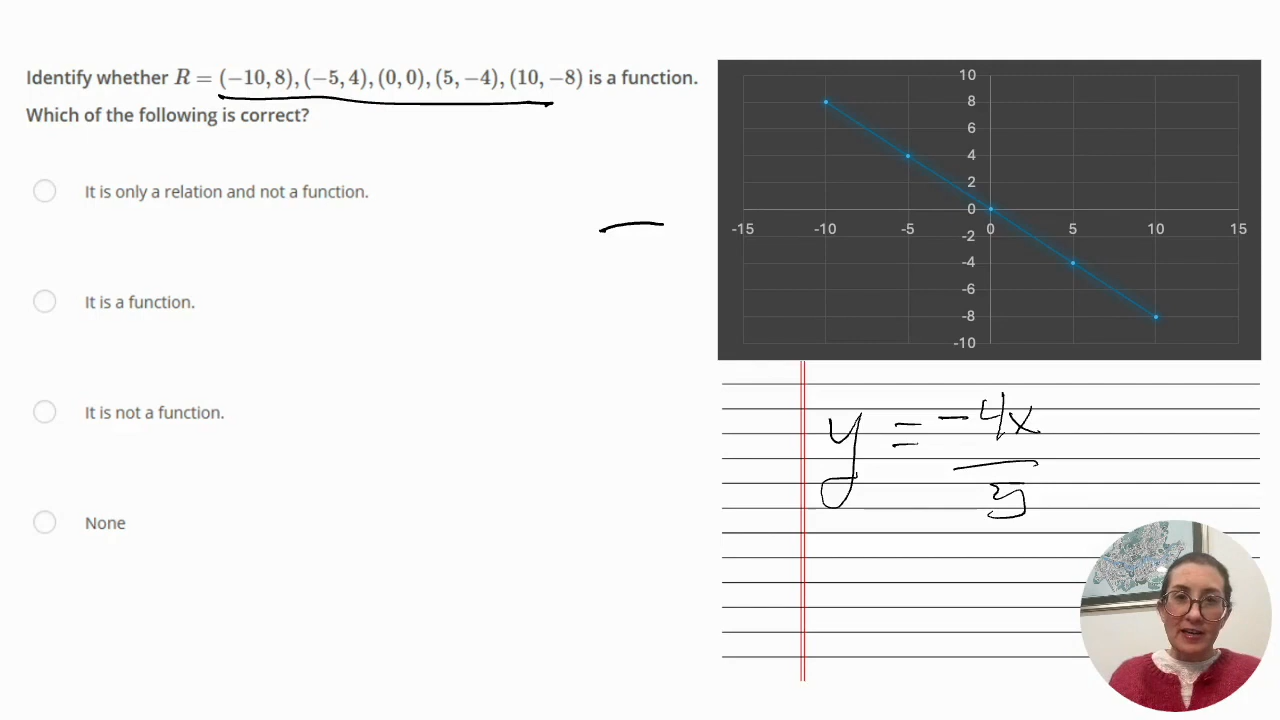 Identify whether R = (−10, 8), (−5, 4), (0, 0), (5, −4), (10, −8) is a function.
Which of the following is correct?
It is only a relation and not a function.
It is a function.
It is not a function.
None
10
8
6
4
2
0
-15 -10 -5 0 5 10 15
-2
-4
-6
-8
-10
y = -4x
5